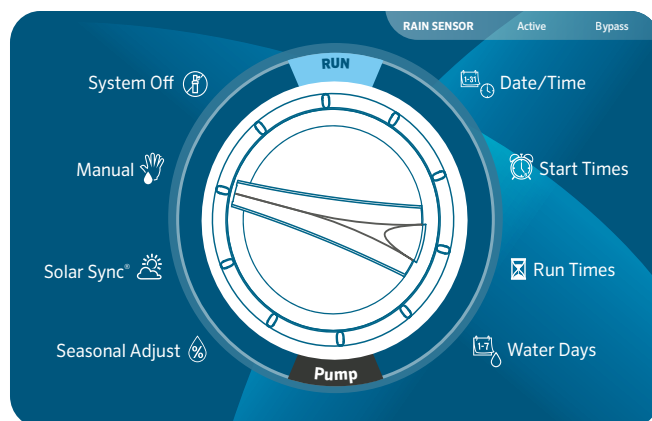 RAIN SENSOR Active Bypass
RUN
System Off
1-31 Date/Time
Manual
Start Times
Solar Sync®
Run Times
Seasonal Adjust %
1-7 Water Days
Pump